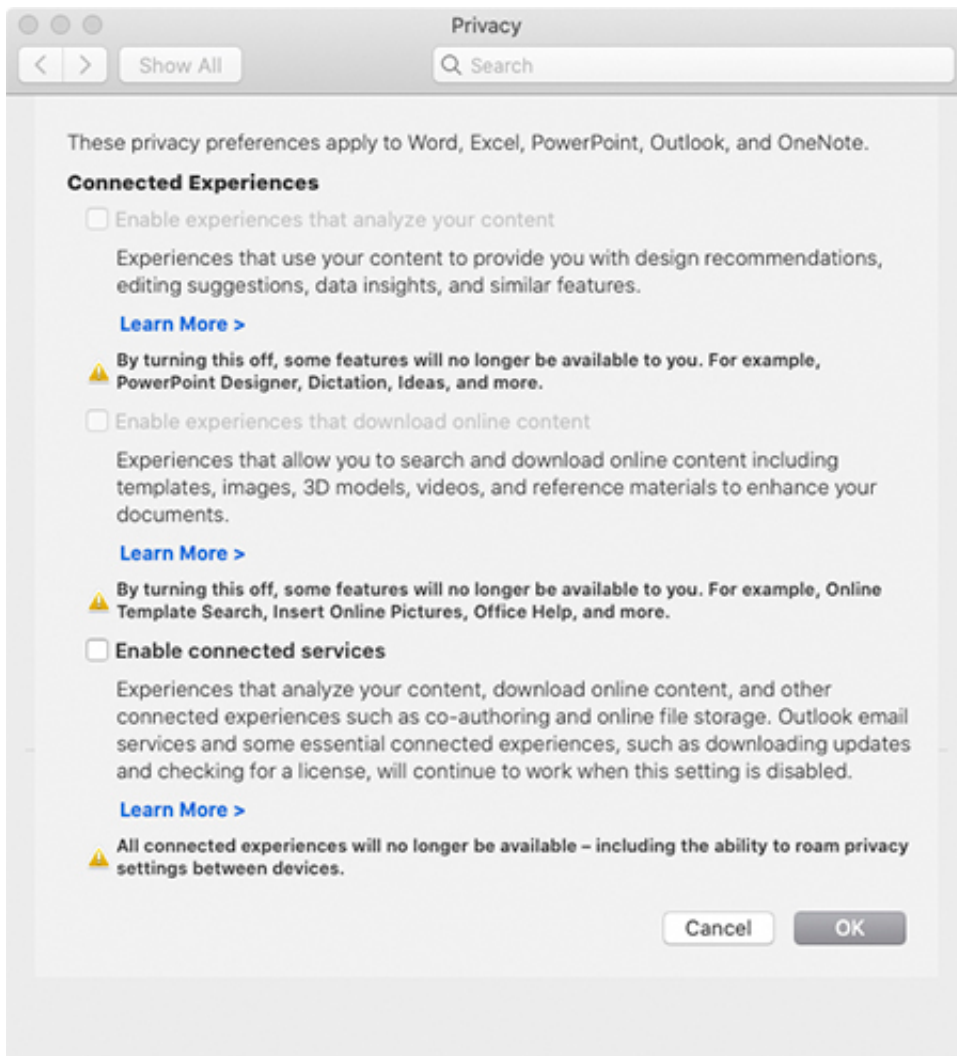 Privacy
Show All
Search
These privacy preferences apply to Word, Excel, PowerPoint, Outlook, and OneNote.
Connected Experiences
Enable experiences that analyze your content
Experiences that use your content to provide you with design recommendations,
editing suggestions, data insights, and similar features.
Learn More >
By turning this off, some features will no longer be available to you. For example,
PowerPoint Designer, Dictation, Ideas, and more.
Enable experiences that download online content
Experiences that allow you to search and download online content including
templates, images, 3D models, videos, and reference materials to enhance your
documents.
Learn More >
By turning this off, some features will no longer be available to you. For example, Online
Template Search, Insert Online Pictures, Office Help, and more.
Enable connected services
Experiences that analyze your content, download online content, and other
connected experiences such as co-authoring and online file storage. Outlook email
services and some essential connected experiences, such as downloading updates
and checking for a license, will continue to work when this setting is disabled.
Learn More >
All connected experiences will no longer be available – including the ability to roam privacy
settings between devices.
Cancel
OK